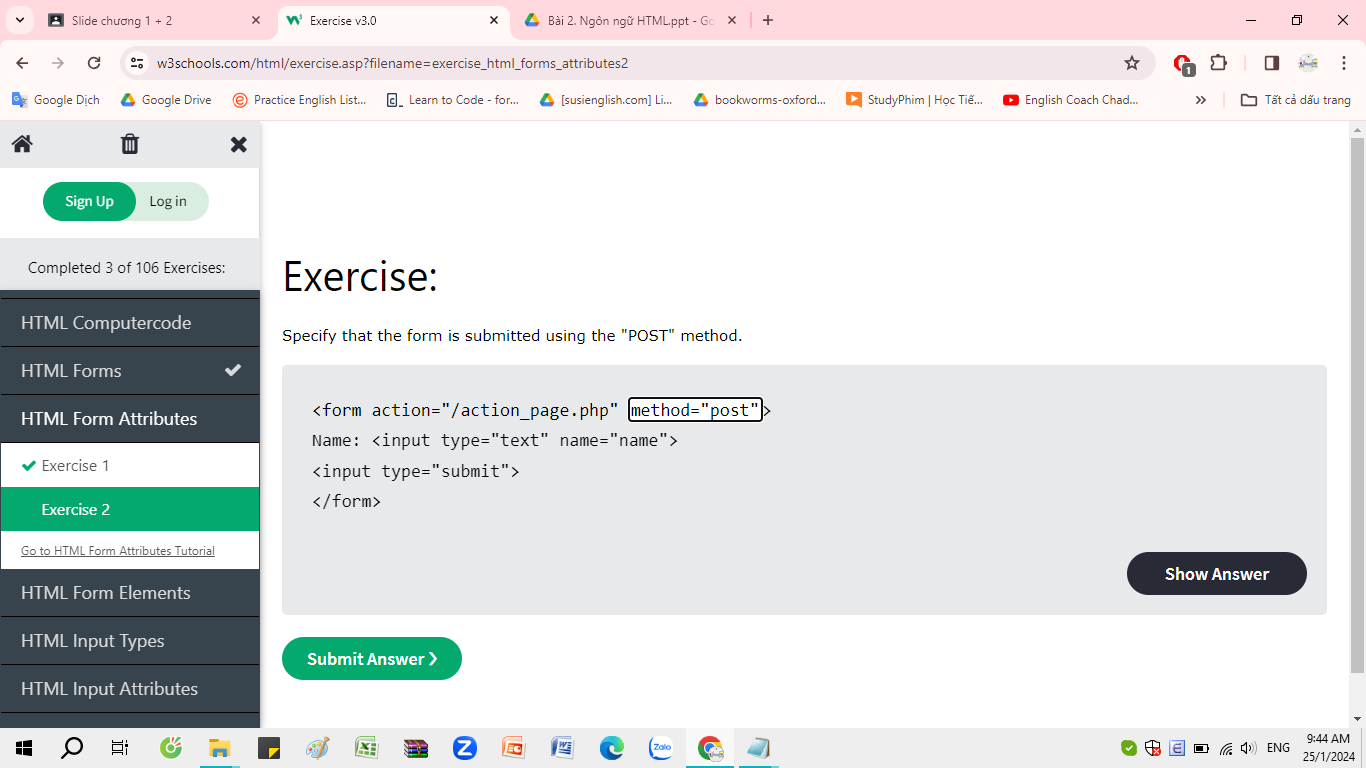 Slide chương 1 + 2
Exercise v3.0
Bài 2. Ngôn ngữ HTML.ppt - Go
w3schools.com/html/exercise.asp?filename=exercise_html_forms_attributes2
1
Google Dịch
Google Drive
Practice English List...
Learn to Code - for...
[susienglish.com] Li...
bookworms-oxford...
StudyPhim | Học Tiế...
English Coach Chad...
Tất cả dấu trang
Sign Up
Log in
Completed 3 of 106 Exercises:
HTML Computercode
HTML Forms
HTML Form Attributes
Exercise 1
Exercise 2
Go to HTML Form Attributes Tutorial
HTML Form Elements
HTML Input Types
HTML Input Attributes
Exercise:
Specify that the form is submitted using the "POST" method.
<form action="/action_page.php" method="post">
Name: <input type="text" name="name">
<input type="submit">
</form>
Show Answer
Submit Answer ❯
Zalo
ENG
9:44 AM
25/1/2024